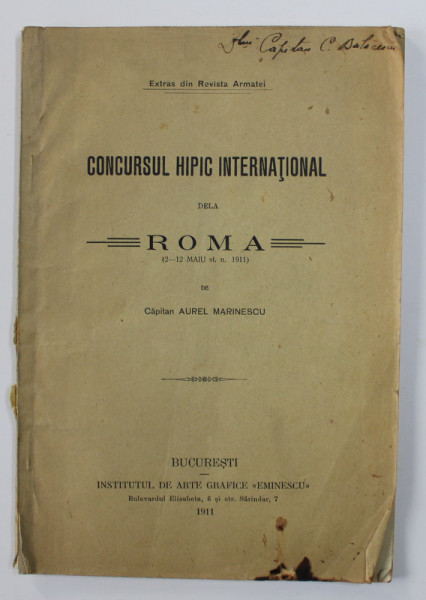 Capitan C.
Extras din Revista Armatei
CONCURSUL HIPIC INTERNAŢIONAL
DELA
ROMA
(2—12 MAIU st. n. 1911)
DE
Căpitan AUREL MARINESCU
BUCUREŞTI
INSTITUTUL DE ARTE GRAFICE «EMINESCU»
Bulevardul Elisabeta, 6 şi str. Sărindar, 7
1911